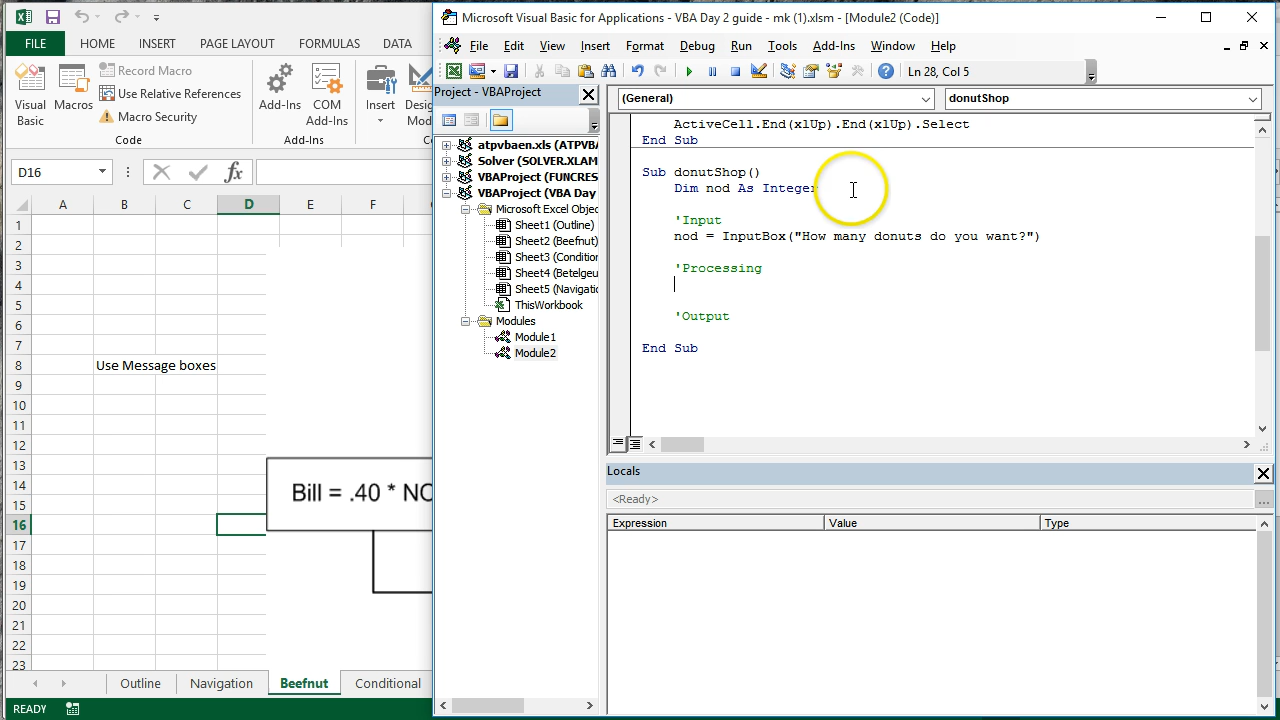 Microsoft Visual Basic for Applications - VBA Day 2 guide - mk (1).xlsm - [Module2 (Code)]
File Edit View Insert Format Debug Run Tools Add-Ins Window Help
Ln 28, Col 5
FILE HOME INSERT PAGE LAYOUT FORMULAS DATA
Visual Basic
Macros
Record Macro
Use Relative References
Macro Security
Code
Add-Ins
COM Add-Ins
Add-Ins
Insert
D16
A B C D E F
1
2
3
4
5
6
7
8 Use Message boxes
9
10
11
12
13
14
15
16
17
18
19
20
21
22
23
Bill = .40 *
Outline Navigation Beefnut Conditional
READY
Project - VBAProject
atpvbaen.xls (ATPVBA
Solver (SOLVER.XLAM
VBAProject (FUNCRES
VBAProject (VBA Day
Microsoft Excel Objec
Sheet1 (Outline)
Sheet2 (Beefnut)
Sheet3 (Condition
Sheet4 (Betelgeu
Sheet5 (Navigatio
ThisWorkbook
Modules
Module1
Module2
(General) donutShop
ActiveCell.End(xlUp).End(xlUp).Select
End Sub
Sub donutShop()
Dim nod As Integer
'Input
nod = InputBox("How many donuts do you want?")
'Processing
'Output
End Sub
Locals
<Ready>
Expression Value Type